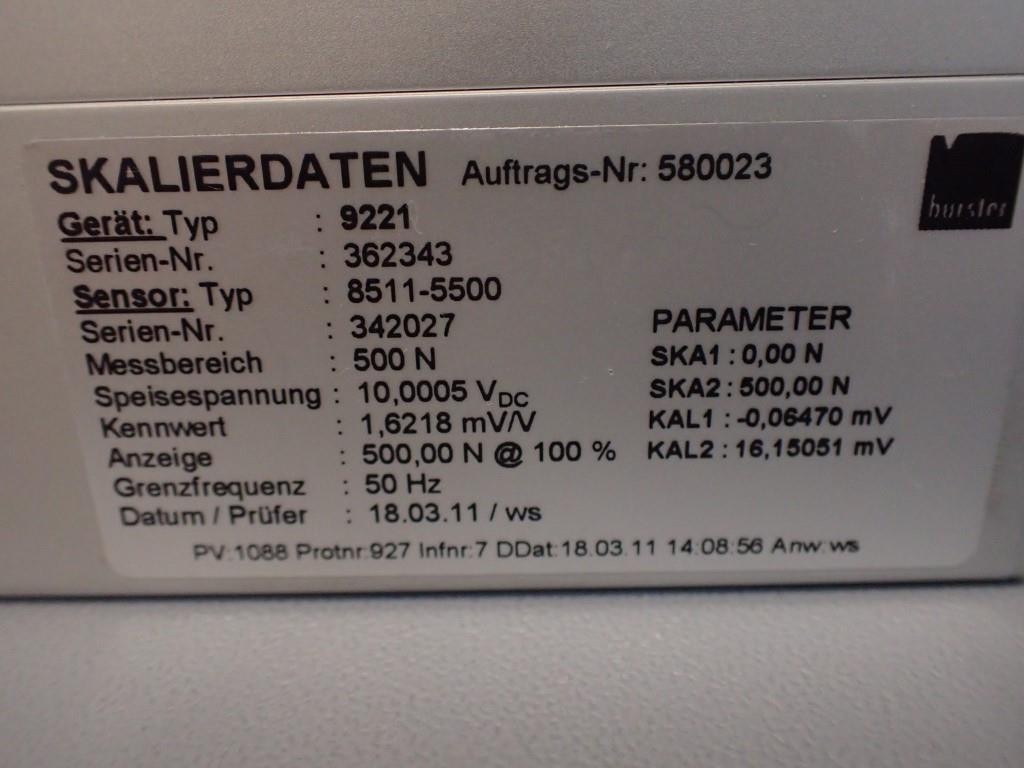 SKALIERDATEN Auftrags-Nr: 580023
burster
Gerät: Typ : 9221
Serien-Nr. : 362343
Sensor: Typ : 8511-5500
Serien-Nr. : 342027
Messbereich : 500 N
Speisespannung : 10,0005 VDC
Kennwert : 1,6218 mV/V
Anzeige : 500,00 N @ 100 %
Grenzfrequenz : 50 Hz
Datum / Prüfer : 18.03.11 / ws
PARAMETER
SKA1 : 0,00 N
SKA2 : 500,00 N
KAL1 : -0,06470 mV
KAL2 : 16,15051 mV
PV:1088 Protnr:927 Infnr:7 DDat:18.03.11 14:08:56 Anw:ws